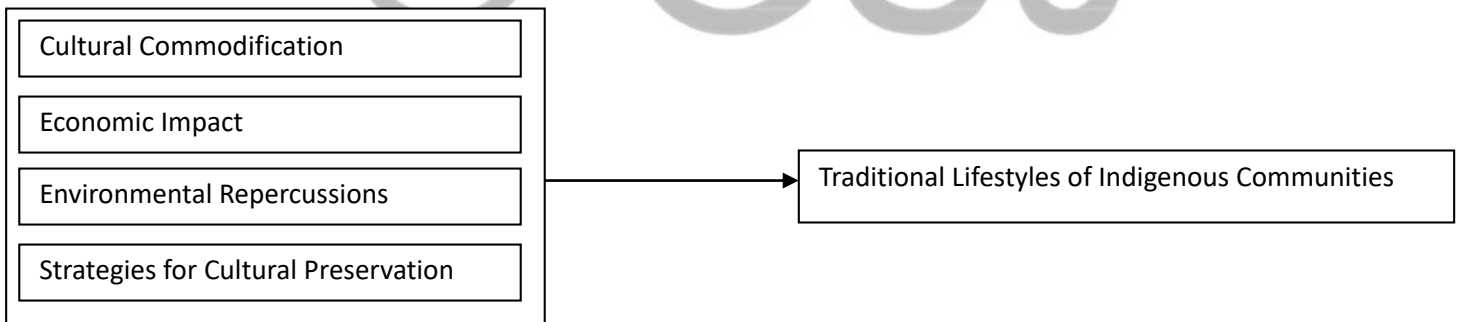 Cultural Commodification
Economic Impact
Environmental Repercussions
Traditional Lifestyles of Indigenous Communities
Strategies for Cultural Preservation